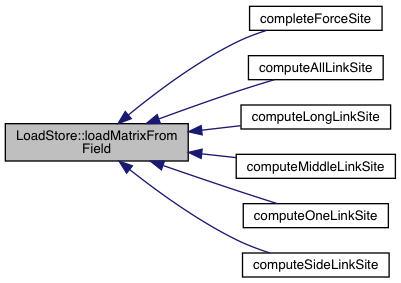 completeForceSite
computeAllLinkSite
computeLongLinkSite
LoadStore::loadMatrixFrom
Field
computeMiddleLinkSite
computeOneLinkSite
computeSideLinkSite